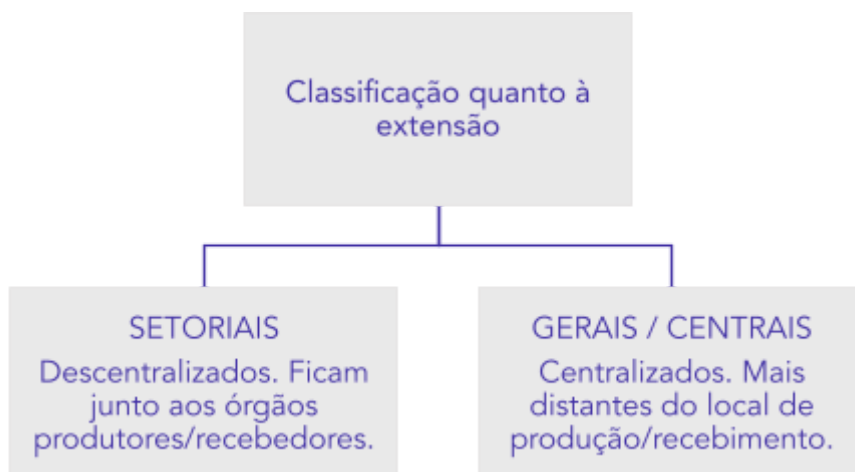 Classificação quanto à
extensão
SETORIAIS
Descentralizados. Ficam
junto aos órgãos
produtores/recebedores.
GERAIS / CENTRAIS
Centralizados. Mais
distantes do local de
produção/recebimento.